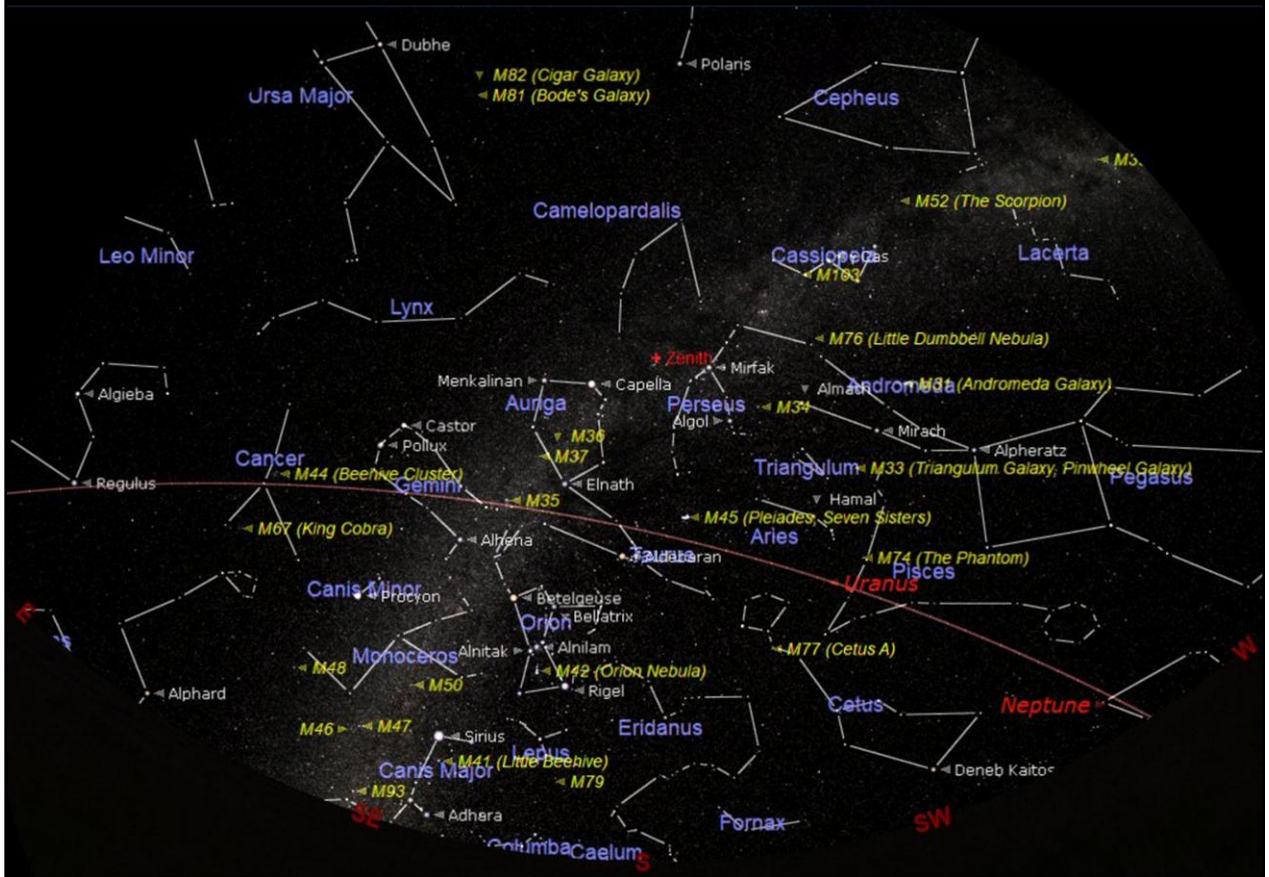 Dubhe
Polaris
M82 (Cigar Galaxy)
M81 (Bode's Galaxy)
Ursa Major
Cepheus
M52 (The Scorpion)
Camelopardalis
Leo Minor
Cassiopeia
Lacerta
M103
Lynx
M76 (Little Dumbbell Nebula)
Zenith
Mirfak
Menkalinan
Capella
Andromeda
M31 (Andromeda Galaxy)
Algieba
Auriga
Perseus
M34
Castor
Algol
Mirach
M36
Pollux
Alpheratz
M37
Cancer
M44 (Beehive Cluster)
Triangulum
M33 (Triangulum Galaxy, Pinwheel Galaxy)
Regulus
Gemini
Elnath
Pegasus
M35
Hamal
M45 (Pleiades, Seven Sisters)
M67 (King Cobra)
Aries
Alhena
Taurus
Aldebaran
M74 (The Phantom)
Pisces
Uranus
Canis Minor
Procyon
Betelgeuse
E
Orion
Bellatrix
Monoceros
Alnitak
Alnilam
M77 (Cetus A)
W
M48
M42 (Orion Nebula)
M50
Alphard
Rigel
Cetus
Neptune
M46
M47
Sirius
Eridanus
Lepus
M41 (Little Beehive)
Canis Major
Deneb Kaitos
M79
M93
SE
Adhara
Fornax
SW
Columba
Caelum
S